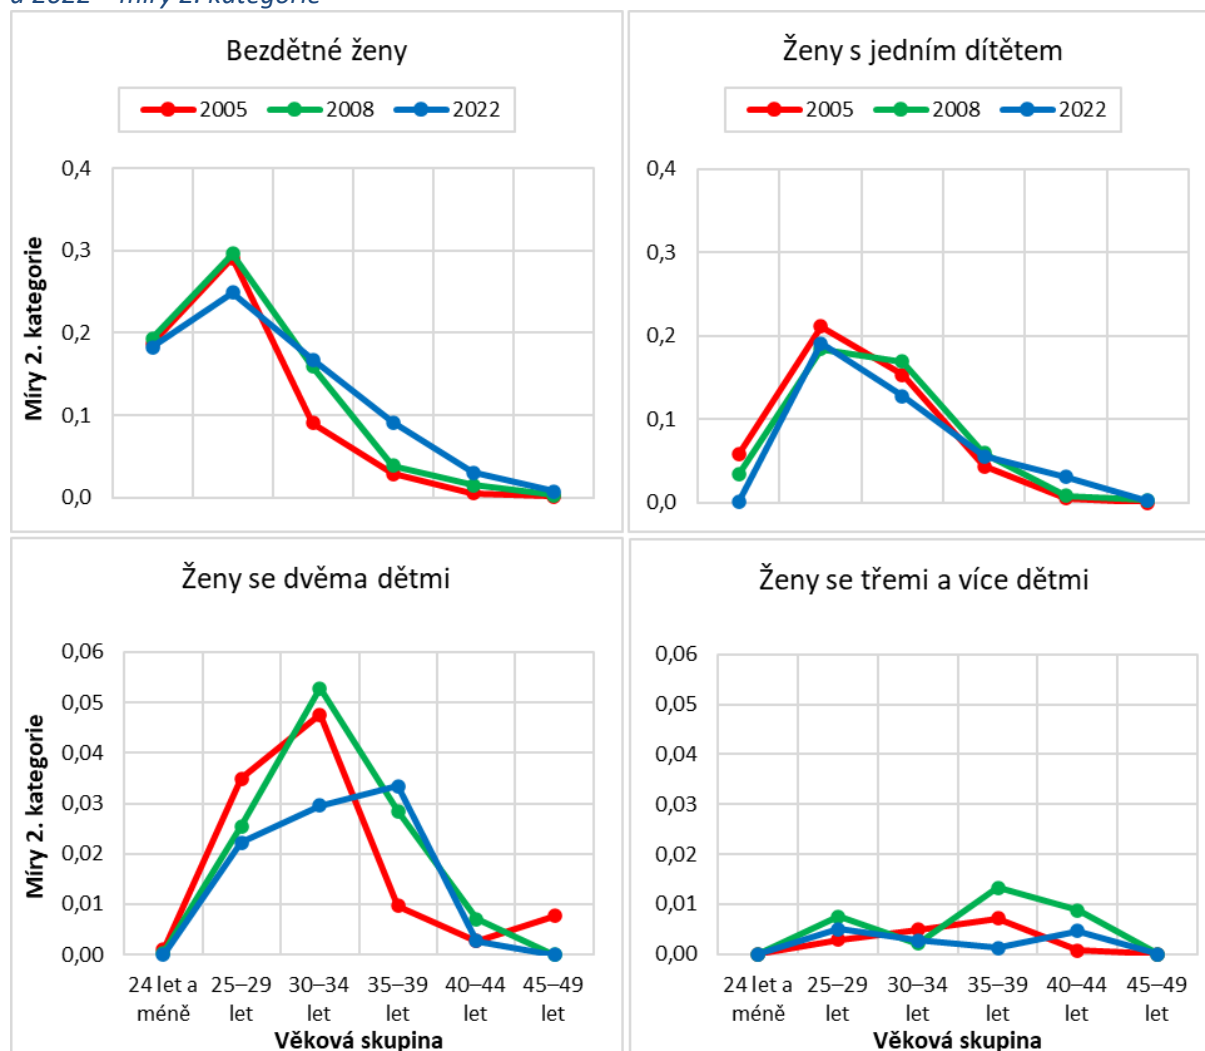 a 2022 – míry 2. kategorie
Bezdětné ženy
2005 2008 2022
0,4
0,3
0,2
0,1
0,0
Míry 2. kategorie
Ženy s jedním dítětem
2005 2008 2022
0,4
0,3
0,2
0,1
0,0
Ženy se dvěma dětmi
0,06
0,05
0,04
0,03
0,02
0,01
0,00
Míry 2. kategorie
24 let a méně
25–29 let
30–34 let
35–39 let
40–44 let
45–49 let
Věková skupina
Ženy se třemi a více dětmi
0,06
0,05
0,04
0,03
0,02
0,01
0,00
24 let a méně
25–29 let
30–34 let
35–39 let
40–44 let
45–49 let
Věková skupina